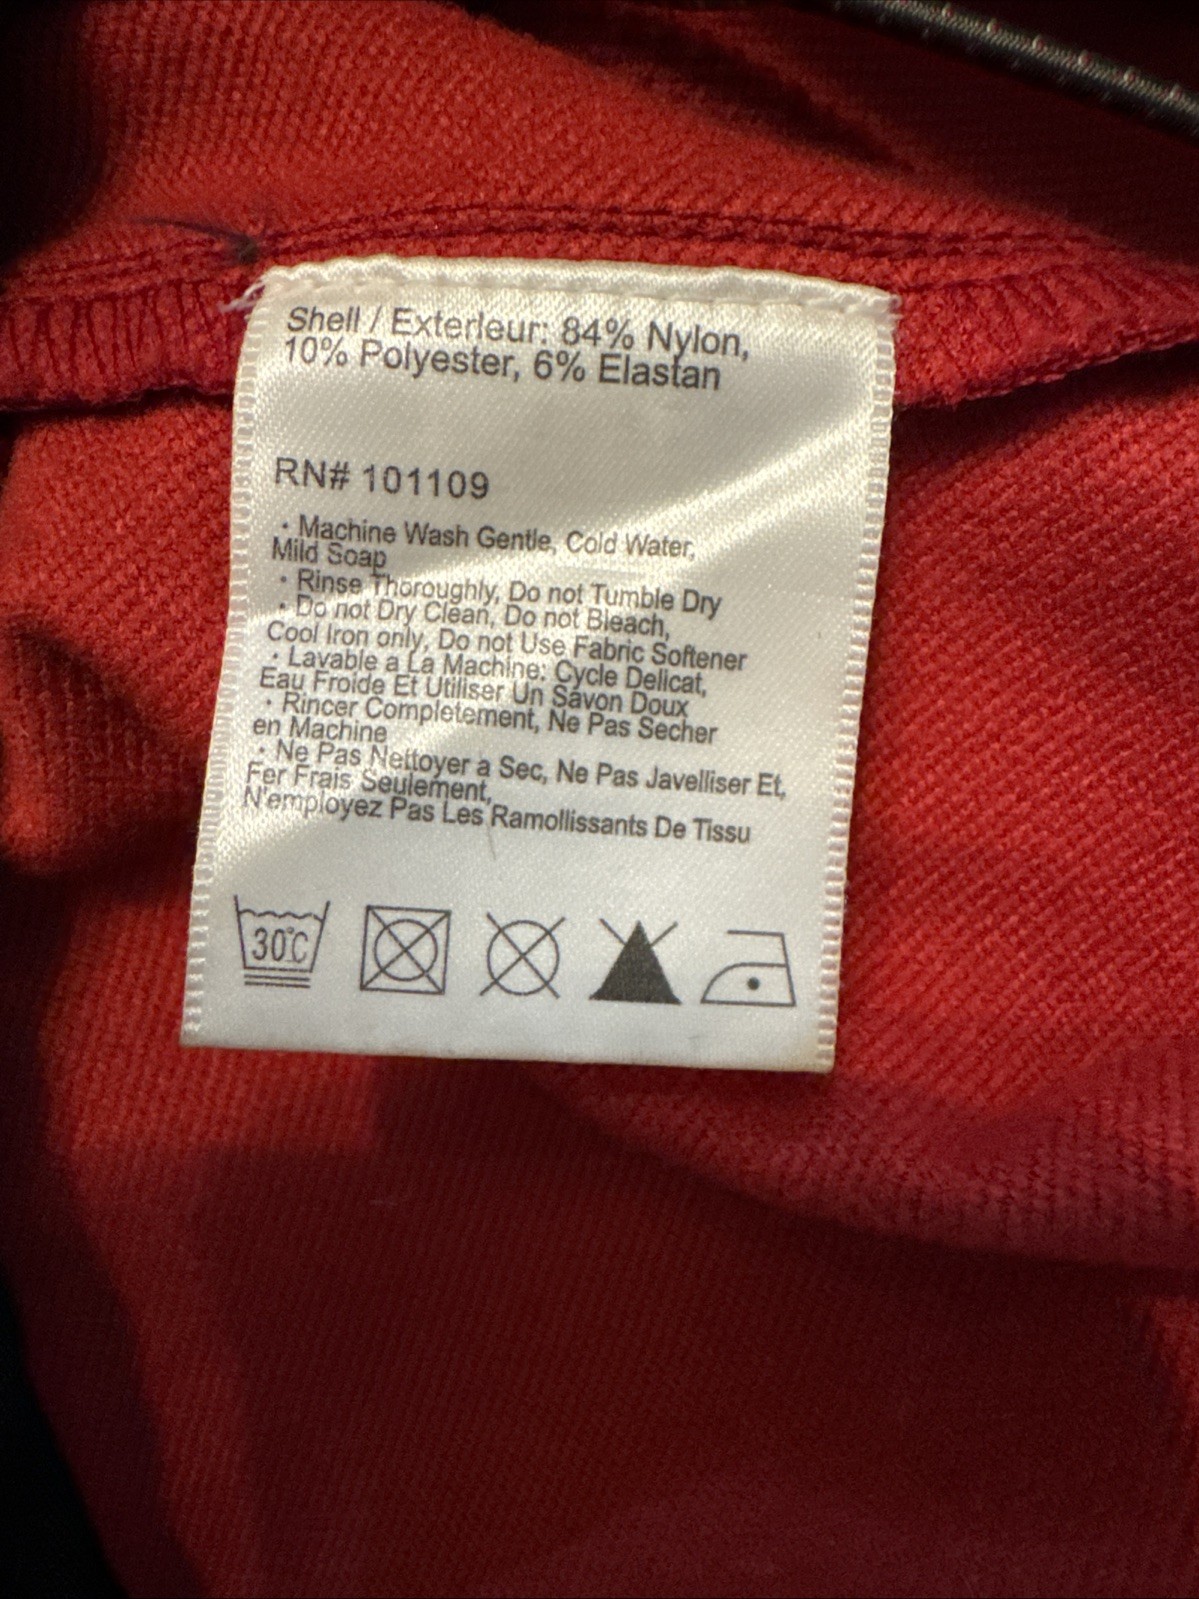 Shell / Exterieur: 84% Nylon,
10% Polyester, 6% Elastan
RN# 101109
· Machine Wash Gentle, Cold Water,
Mild Soap
· Rinse Thoroughly, Do not Tumble Dry
· Do not Dry Clean, Do not Bleach,
Cool Iron only, Do not Use Fabric Softener
· Lavable a La Machine: Cycle Delicat,
Eau Froide Et Utiliser Un Savon Doux
· Rincer Completement, Ne Pas Secher
en Machine
· Ne Pas Nettoyer a Sec, Ne Pas Javelliser Et,
Fer Frais Seulement,
N'employez Pas Les Ramollissants De Tissu
30°C